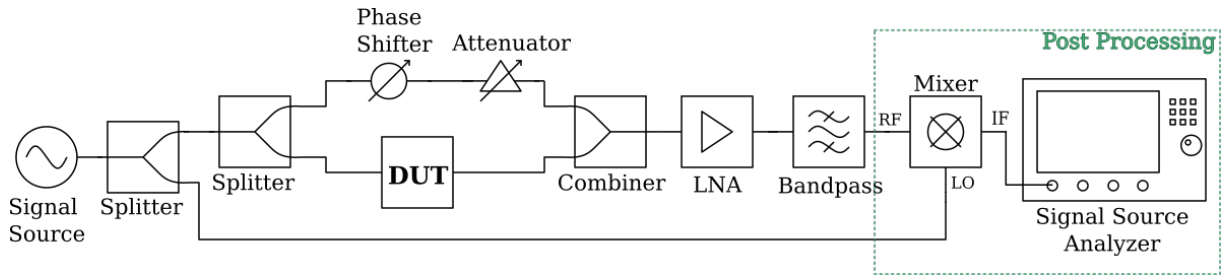 Phase
Shifter
Attenuator
Post Processing
Mixer
RF
IF
LO
DUT
Splitter
Combiner
LNA
Bandpass
Signal
Source
Splitter
Signal Source
Analyzer